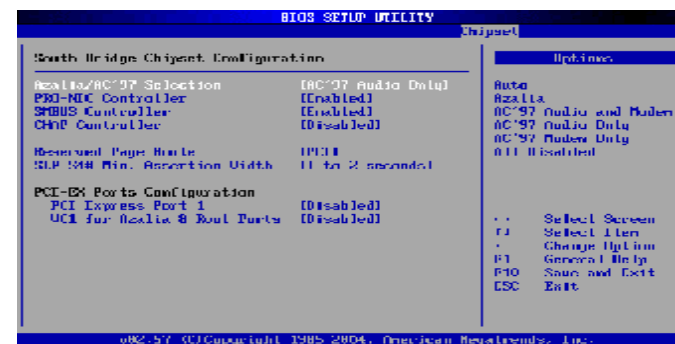 BIOS SETUP UTILITY
Chipset
South Bridge Chipset Configuration
Options
Azalia/AC'97 Selection [AC'97 Audio Only]
PRO-NIC Controller [Enabled]
SMBUS Controller [Enabled]
Controller [Disabled]
Reserved Page Route [PCI]
SLP S4# Min. Assertion Width [1 to 2 seconds]
PCI-EX Ports Configuration
PCI Express Port 1 [Disabled]
VC1 for Azalia & Root Ports [Disabled]
Auto
Azalia
AC'97 Audio and Modem
AC'97 Audio Only
AC'97 Modem Only
All Disabled
Select Screen
Select Item
Change Option
F1 General Help
F10 Save and Exit
ESC Exit
v02.57 (C)Copyright 1985-2004, American Megatrends, Inc.